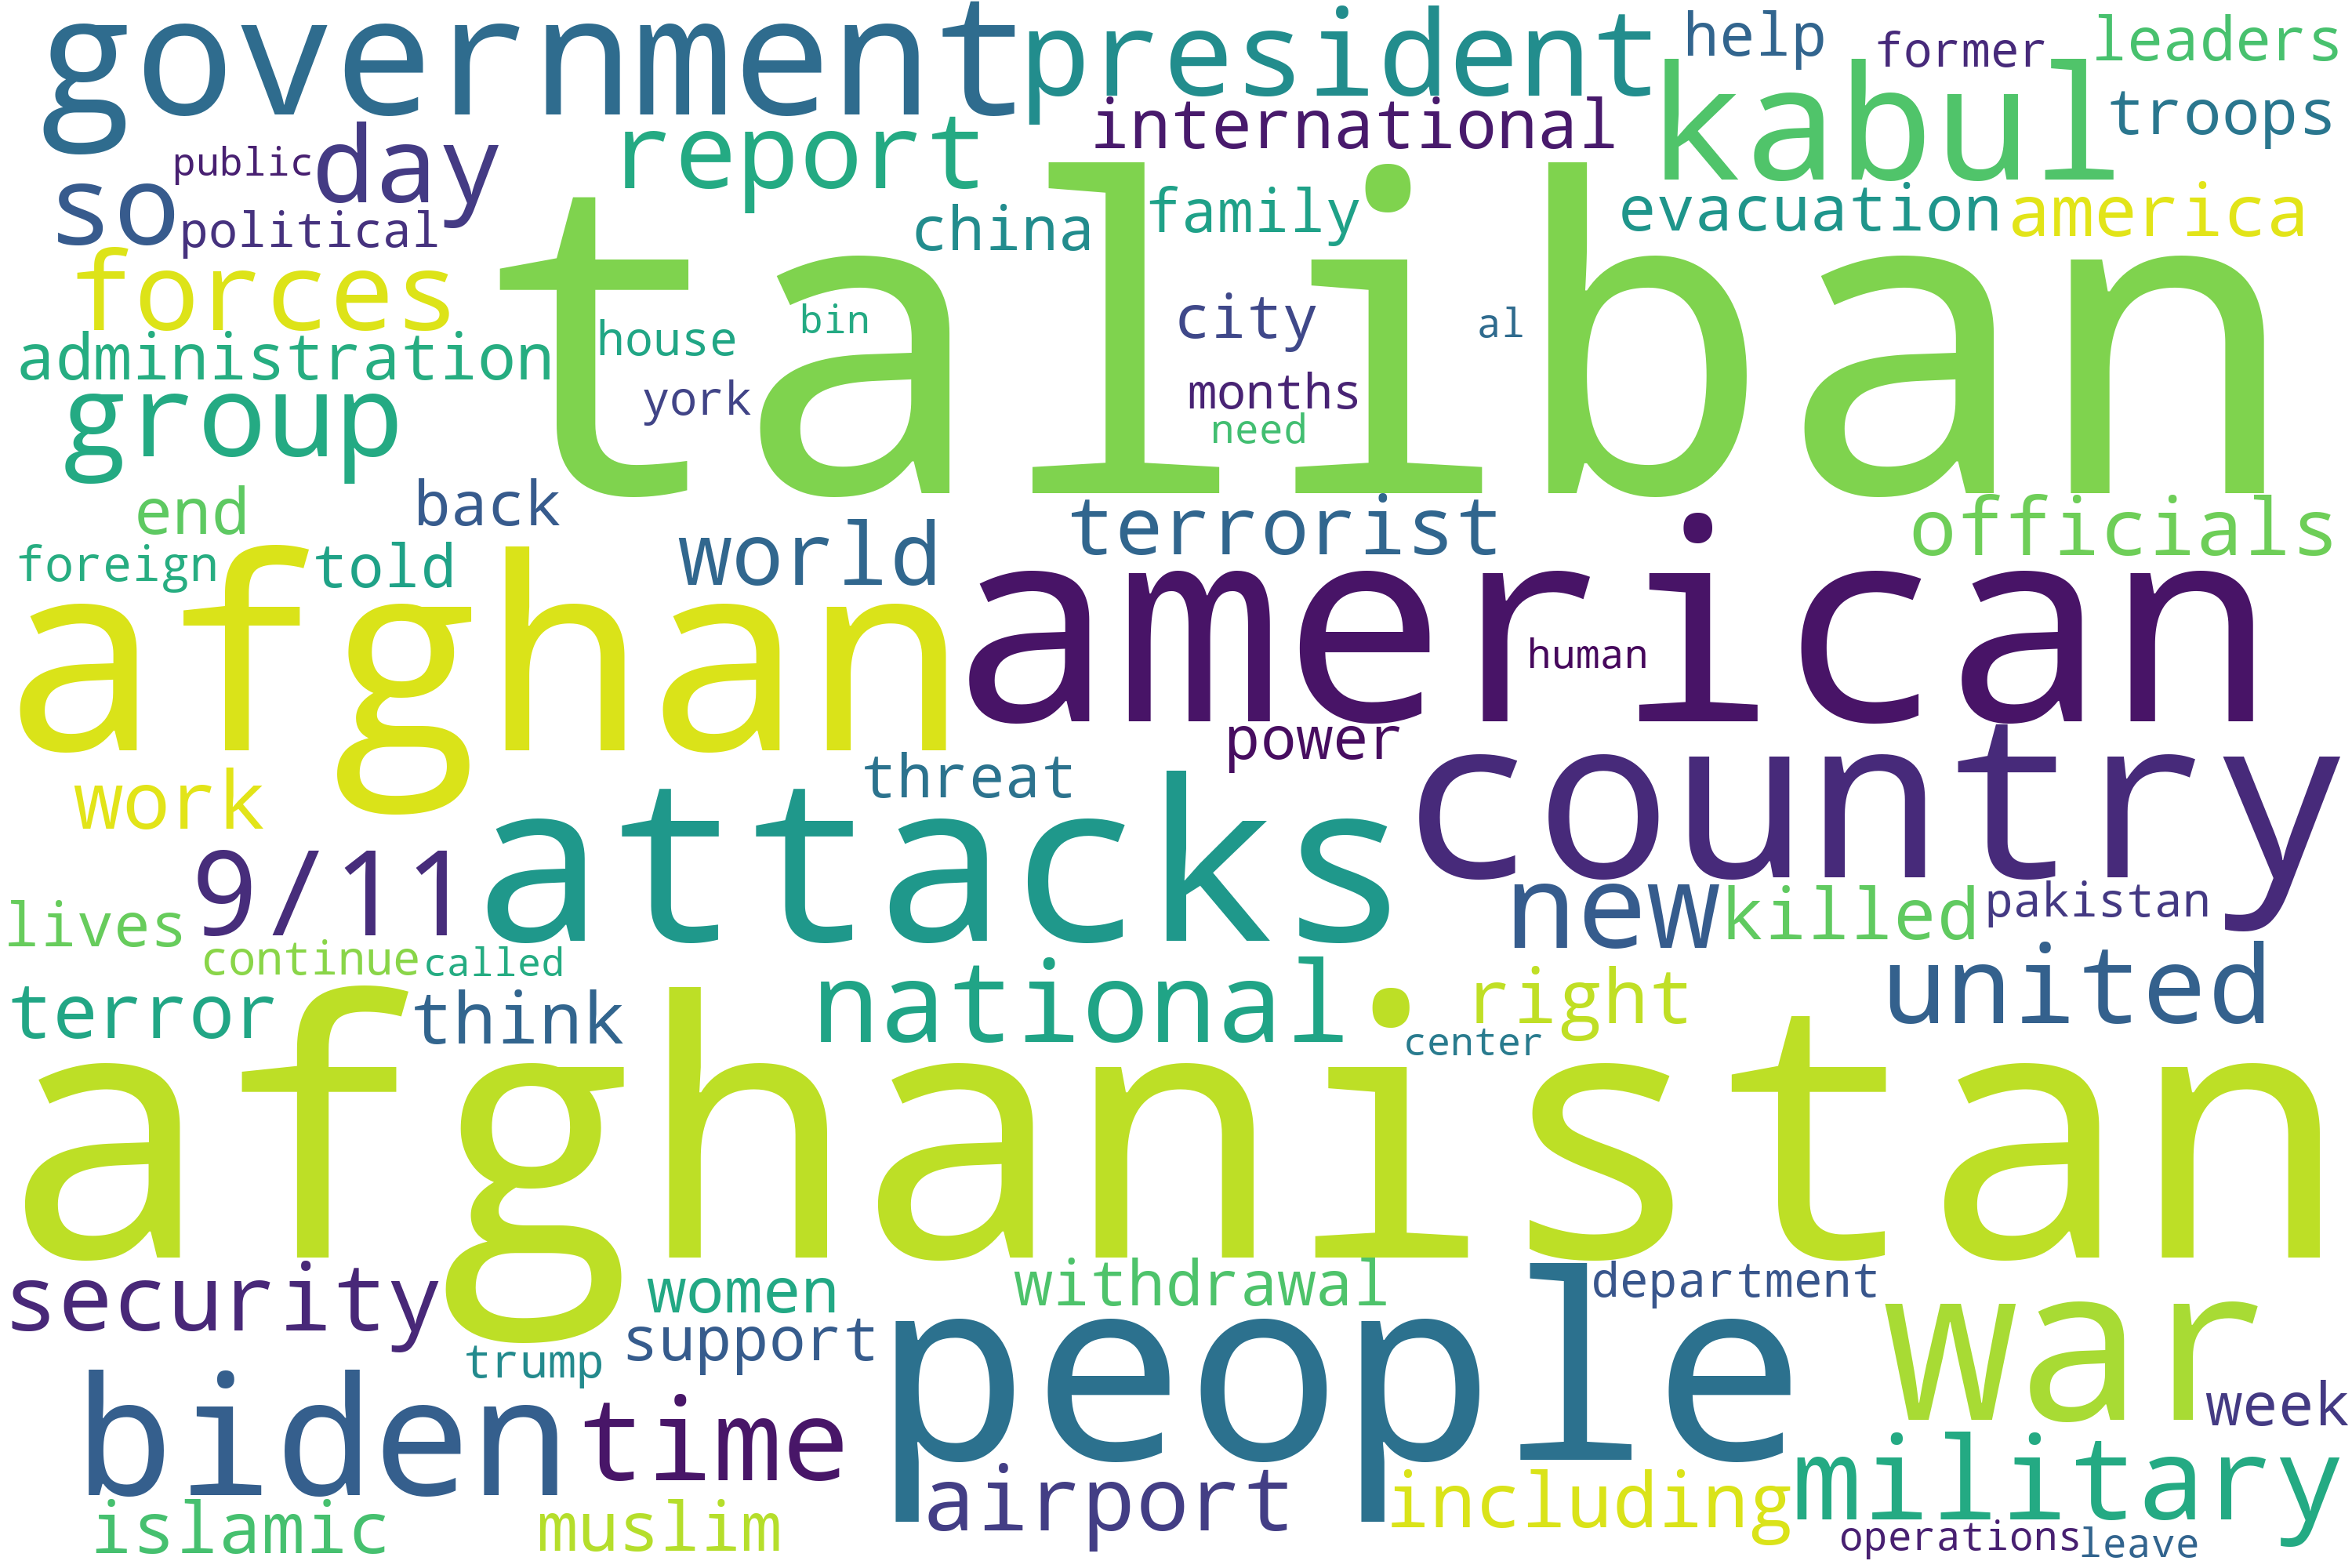 government president help former leaders
public day report international kabul troops
so political china family evacuation america
forces taliban
administration house bin city al
group york months need
end back world terrorist officials
foreign told
afghan american human
work threat power country
9/11 attacks new killed pakistan
lives continue called
terror think national right center united
afghanistan
security women withdrawal department war
trump support people week
biden time airport including military
islamic muslim operations leave